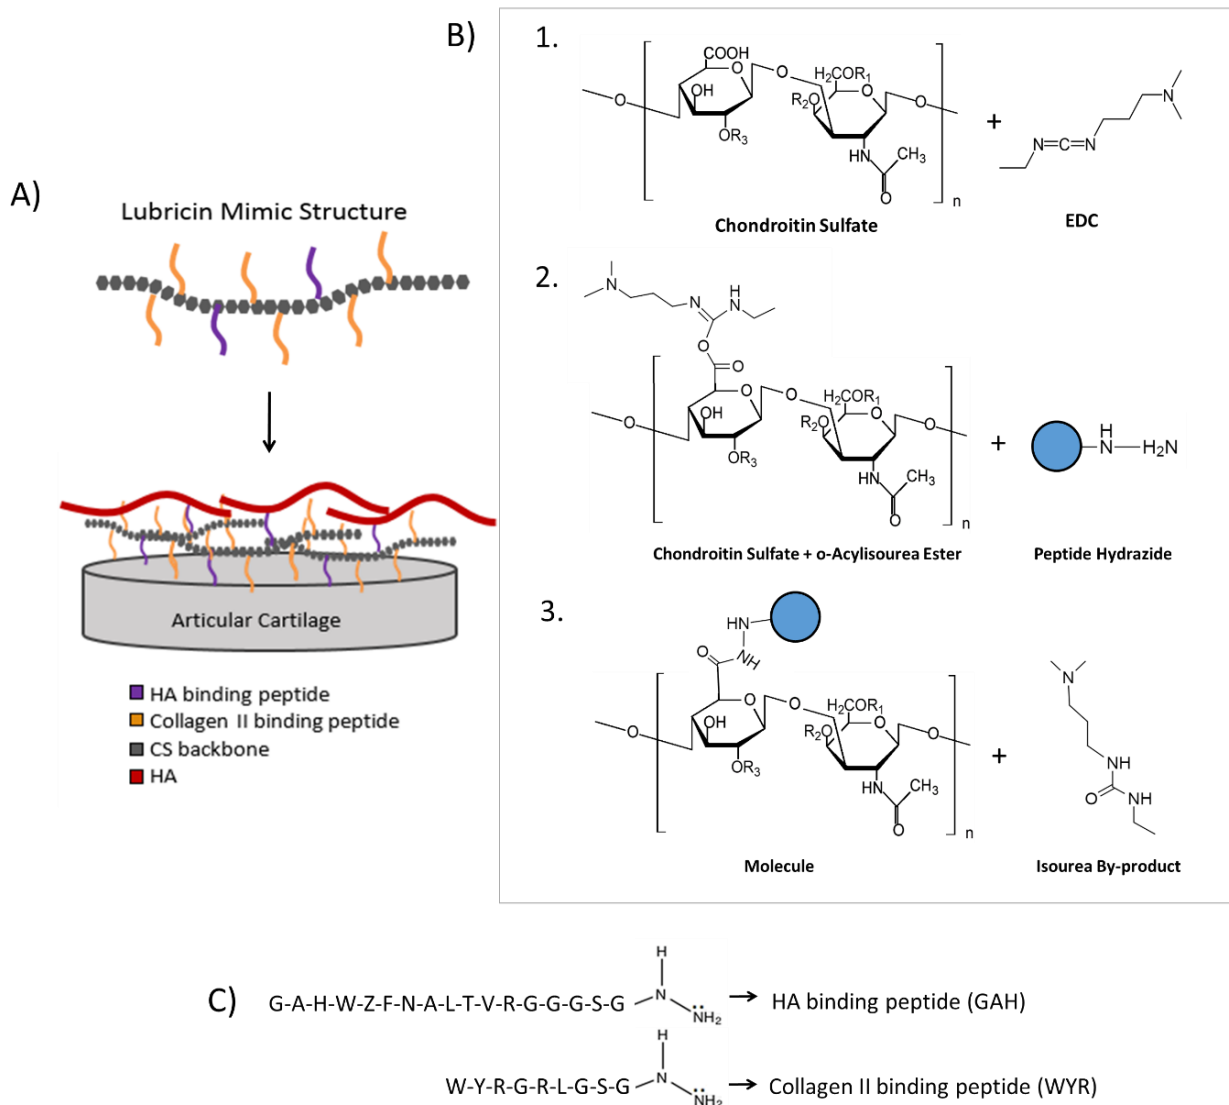 A)
Lubricin Mimic Structure
Articular Cartilage
HA binding peptide
Collagen II binding peptide
CS backbone
HA
B)
1.
COOH
O
OH
OR3
O
O
H2COR1
R2O
O
HN
CH3
O
O
n
Chondroitin Sulfate
+
N=C=N
N
EDC
2.
N
N
H
N
O
O
O
OH
OR3
O
O
H2COR1
R2O
O
HN
CH3
O
O
n
Chondroitin Sulfate + o-Acylisourea Ester
+
H
N
H2N
Peptide Hydrazide
3.
HN
NH
O
O
OH
OR3
O
O
H2COR1
R2O
O
HN
CH3
O
O
n
Molecule
+
N
NH
O
NH
Isourea By-product
C)
G-A-H-W-Z-F-N-A-L-T-V-R-G-G-G-S-G
H
N
NH2
HA binding peptide (GAH)
W-Y-R-G-R-L-G-S-G
H
N
NH2
Collagen II binding peptide (WYR)